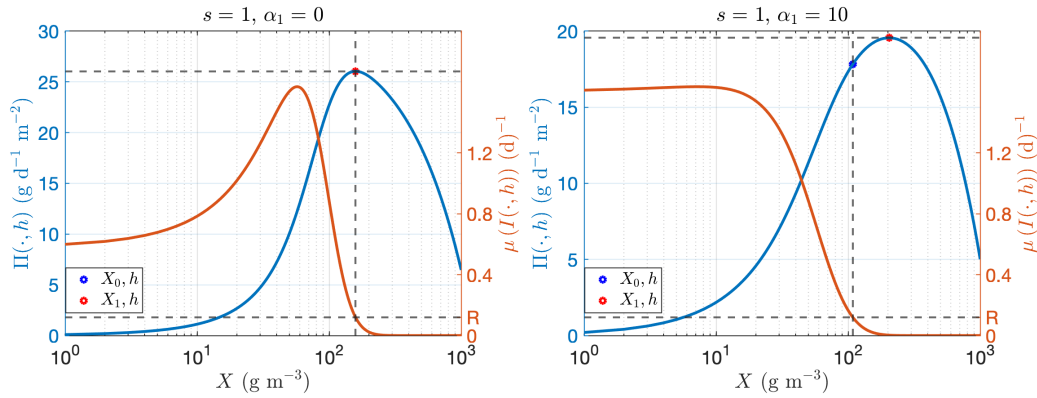 s = 1, α₁ = 0
30
25
20
15
10
5
0
Π(·, h) (g d⁻¹ m⁻²)
1.2
0.8
0.4
R
0
μ (I(·, h)) (d)⁻¹
X₀, h
X₁, h
10⁰ 10¹ 10² 10³
X (g m⁻³)
s = 1, α₁ = 10
20
15
10
5
0
Π(·, h) (g d⁻¹ m⁻²)
1.2
0.8
0.4
R
0
μ (I(·, h)) (d)⁻¹
X₀, h
X₁, h
10⁰ 10¹ 10² 10³
X (g m⁻³)